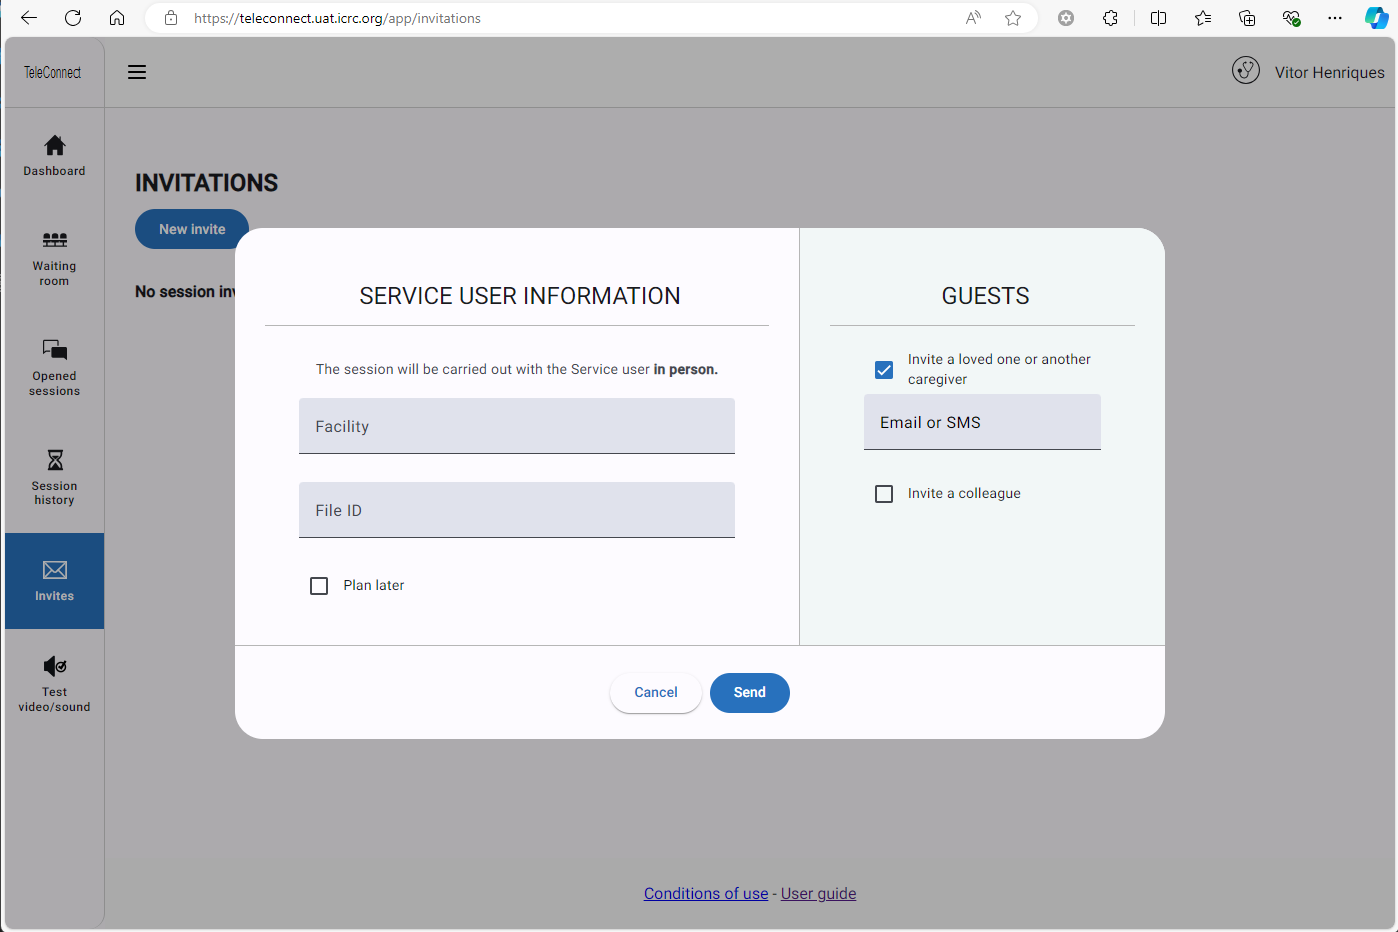 https://teleconnect.uat.icrc.org/app/invitations
TeleConnect
Vitor Henriques
Dashboard
Waiting
room
Opened
sessions
Session
history
Invites
Test
video/sound
INVITATIONS
New invite
No session inv
SERVICE USER INFORMATION
The session will be carried out with the Service user in person.
Facility
File ID
Plan later
GUESTS
Invite a loved one or another
caregiver
Email or SMS
Invite a colleague
Cancel
Send
Conditions of use - User guide